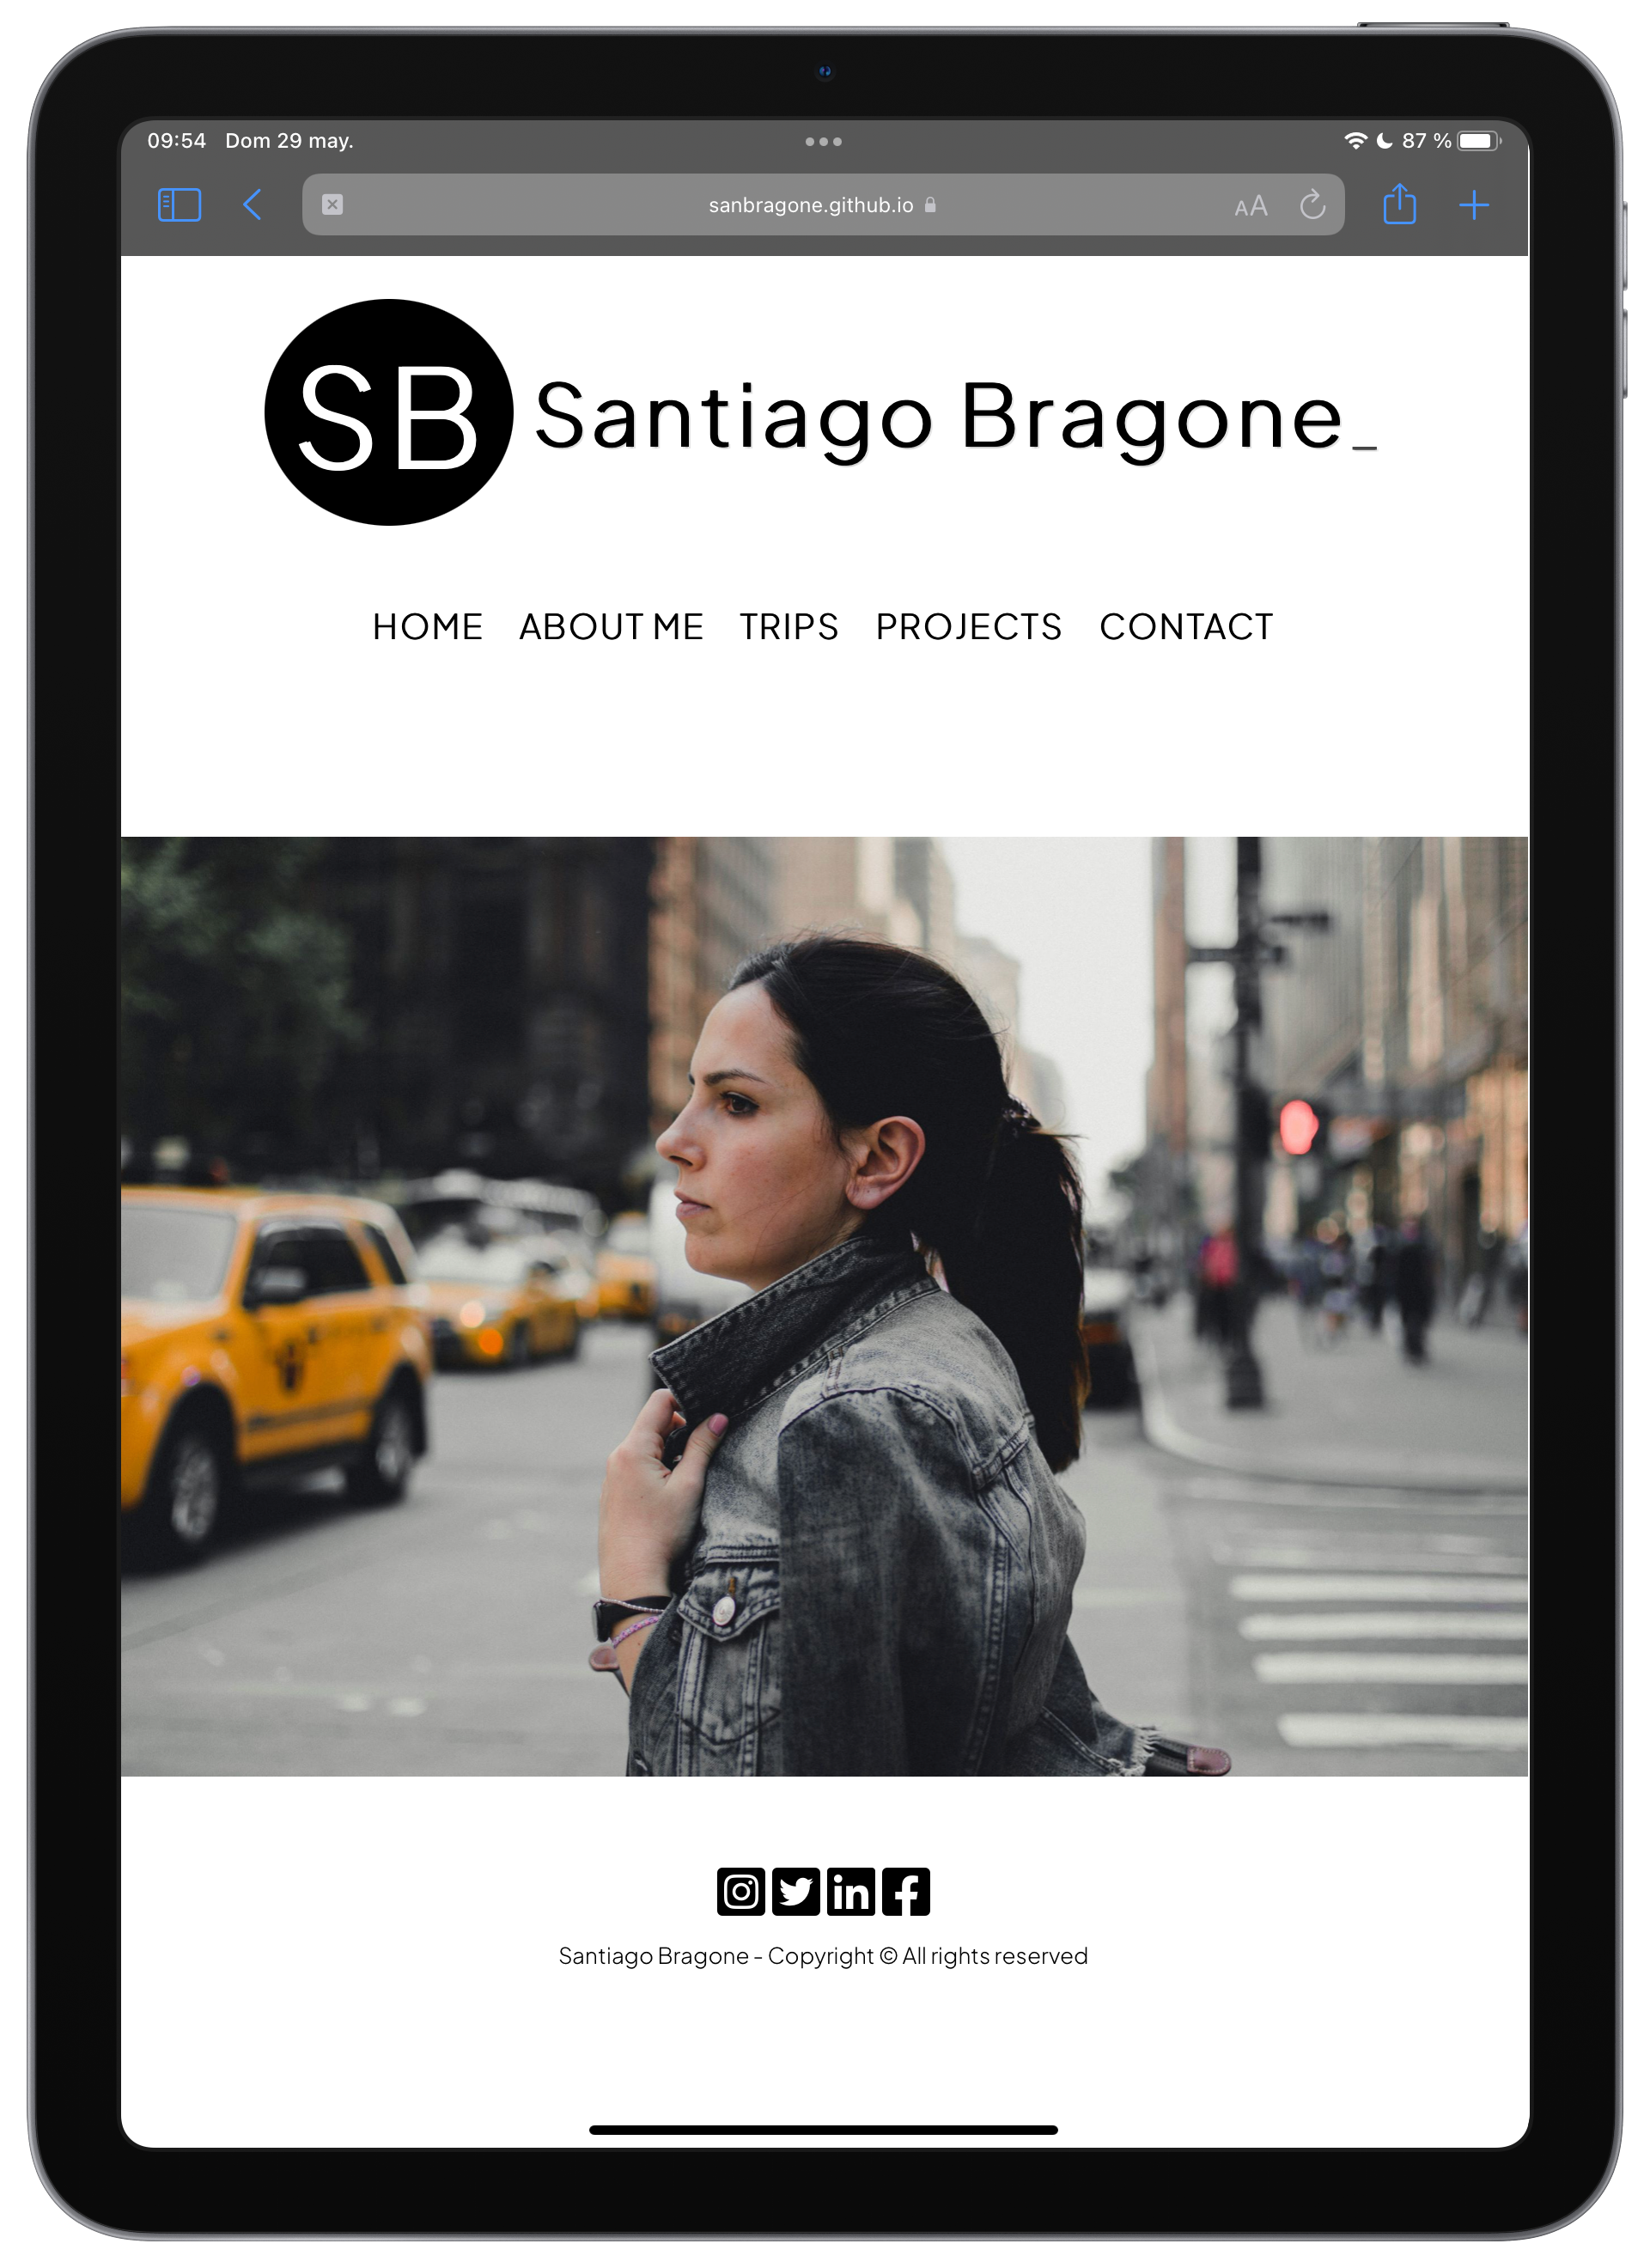 09:54 Dom 29 may. 87 %
sanbragone.github.io AA
SB Santiago Bragone_
HOME ABOUT ME TRIPS PROJECTS CONTACT
Santiago Bragone - Copyright © All rights reserved